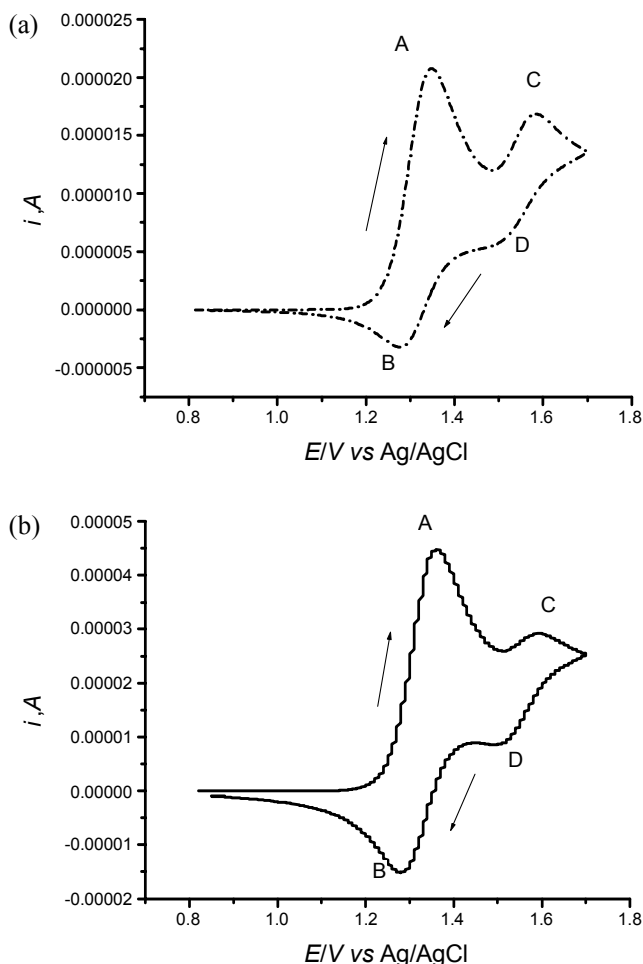 (a)
0.000025
0.000020
0.000015
0.000010
0.000005
0.000000
-0.000005
i ,A
A
C
D
B
0.8 1.0 1.2 1.4 1.6 1.8
E/V vs Ag/AgCl
(b)
0.00005
0.00004
0.00003
0.00002
0.00001
0.00000
-0.00001
-0.00002
i ,A
A
C
D
B
0.8 1.0 1.2 1.4 1.6 1.8
E/V vs Ag/AgCl